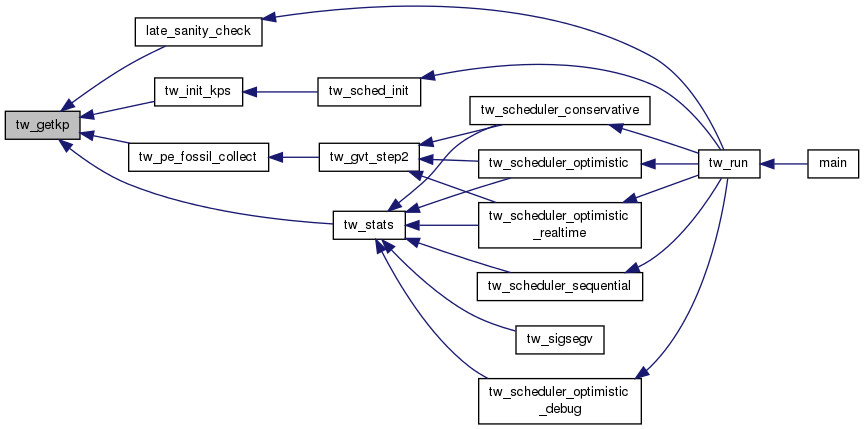 late_sanity_check
tw_init_kps
tw_sched_init
tw_scheduler_conservative
tw_getkp
tw_pe_fossil_collect
tw_gvt_step2
tw_scheduler_optimistic
tw_run
main
tw_stats
tw_scheduler_optimistic
_realtime
tw_scheduler_sequential
tw_sigsegv
tw_scheduler_optimistic
_debug